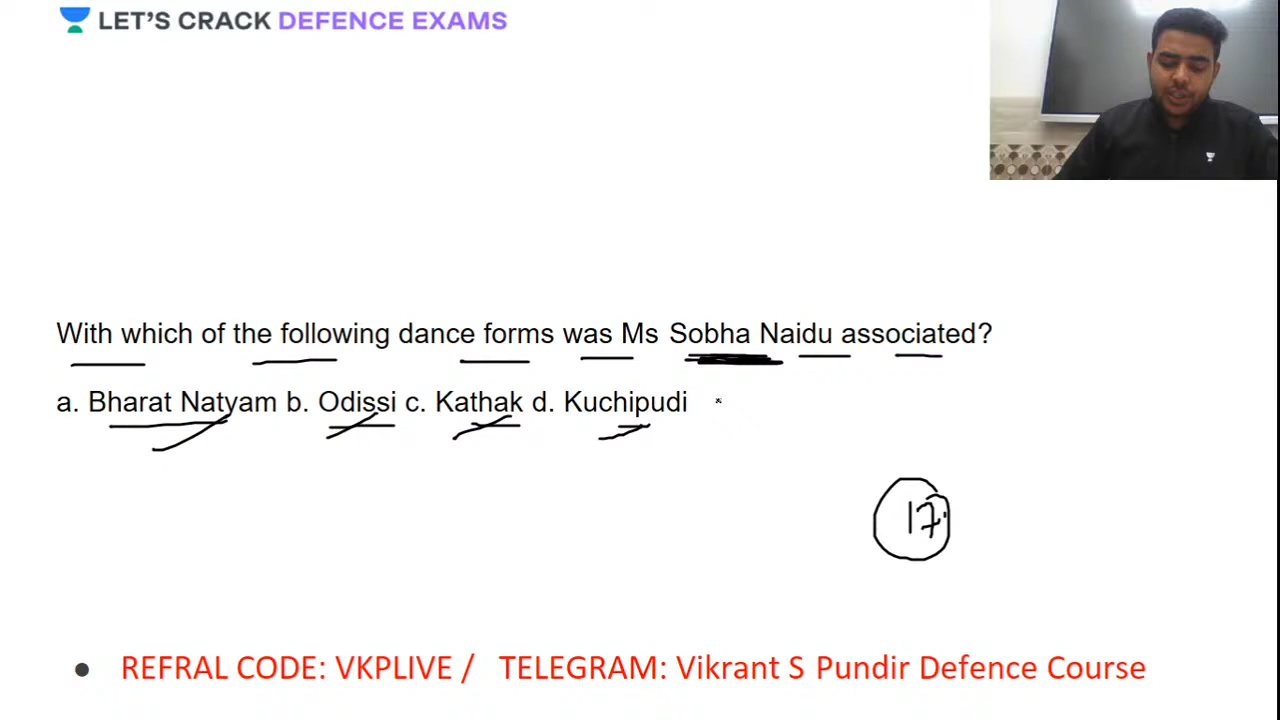 LET'S CRACK DEFENCE EXAMS
With which of the following dance forms was Ms Sobha Naidu associated?
a. Bharat Natyam b. Odissi c. Kathak d. Kuchipudi
17
● REFRAL CODE: VKPLIVE / TELEGRAM: Vikrant S Pundir Defence Course